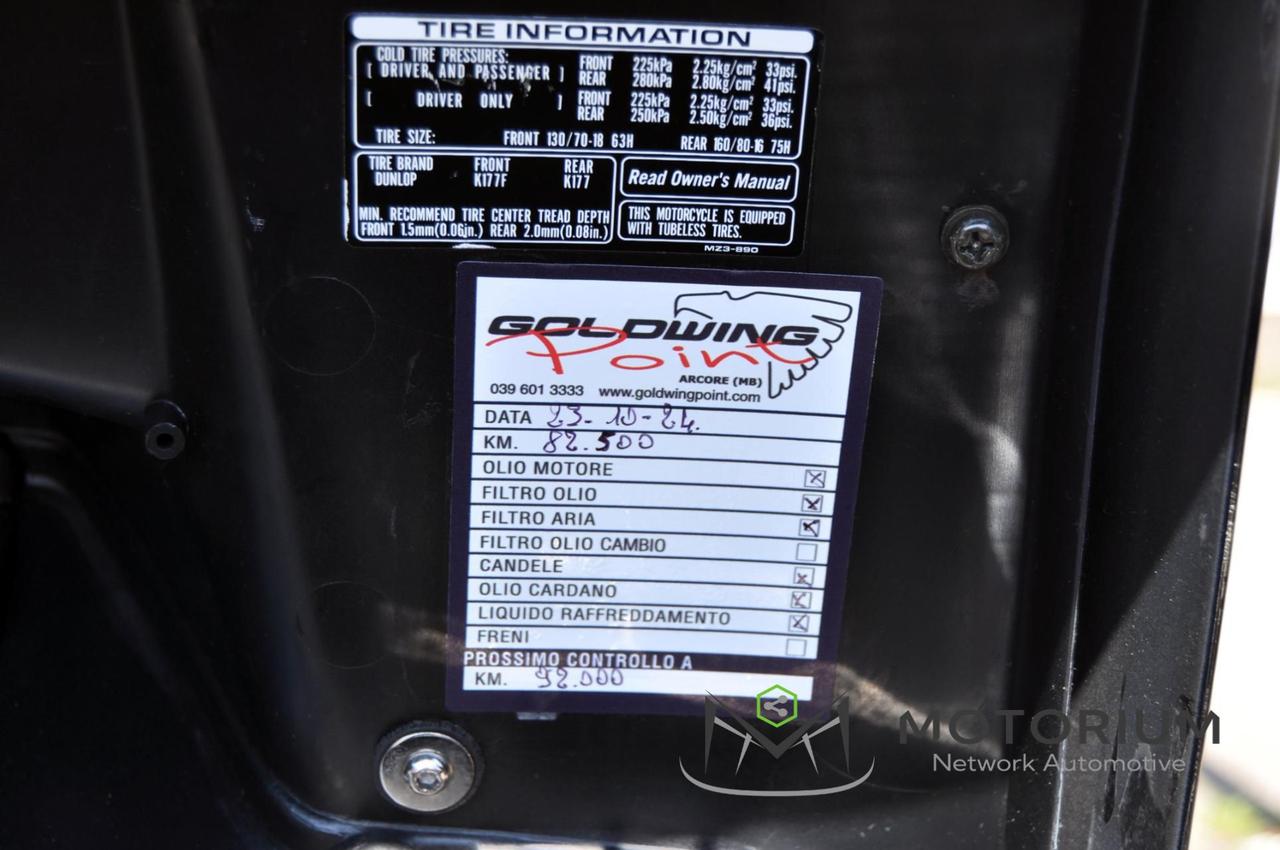 TIRE INFORMATION
COLD TIRE PRESSURES:
[ DRIVER AND PASSENGER ] FRONT 225kPa 2.25kg/cm² 33psi.
REAR 280kPa 2.80kg/cm² 41psi.
[ DRIVER ONLY ] FRONT 225kPa 2.25kg/cm² 33psi.
REAR 250kPa 2.50kg/cm² 36psi.
TIRE SIZE: FRONT 130/70-18 63H REAR 160/80-16 75H
TIRE BRAND FRONT REAR
DUNLOP K177F K177
MIN. RECOMMEND TIRE CENTER TREAD DEPTH
FRONT 1.5mm(0.06in.) REAR 2.0mm(0.08in.)
Read Owner's Manual
THIS MOTORCYCLE IS EQUIPPED
WITH TUBELESS TIRES.
MZ3-890
GOLDWING
Point
ARCORE (MB)
039 601 3333 www.goldwingpoint.com
DATA 23-10-24.
KM. 82.500
OLIO MOTORE
FILTRO OLIO
FILTRO ARIA
FILTRO OLIO CAMBIO
CANDELE
OLIO CARDANO
LIQUIDO RAFFREDDAMENTO
FRENI
PROSSIMO CONTROLLO A
KM. 92.000
MOTORIUM
Network Automotive